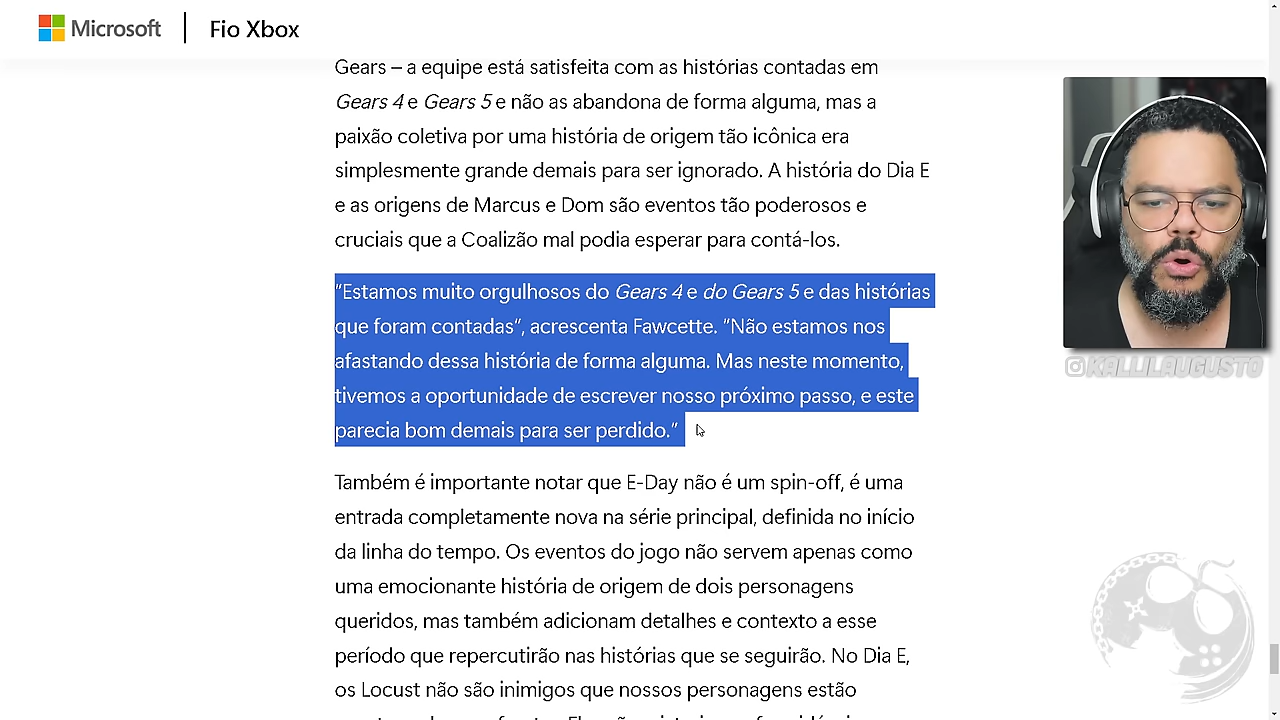 Microsoft
Fio Xbox
Gears – a equipe está satisfeita com as histórias contadas em
Gears 4 e Gears 5 e não as abandona de forma alguma, mas a
paixão coletiva por uma história de origem tão icônica era
simplesmente grande demais para ser ignorado. A história do Dia E
e as origens de Marcus e Dom são eventos tão poderosos e
cruciais que a Coalizão mal podia esperar para contá-los.
"Estamos muito orgulhosos do Gears 4 e do Gears 5 e das histórias
que foram contadas", acrescenta Fawcette. "Não estamos nos
afastando dessa história de forma alguma. Mas neste momento,
tivemos a oportunidade de escrever nosso próximo passo, e este
parecia bom demais para ser perdido."
Também é importante notar que E-Day não é um spin-off, é uma
entrada completamente nova na série principal, definida no início
da linha do tempo. Os eventos do jogo não servem apenas como
uma emocionante história de origem de dois personagens
queridos, mas também adicionam detalhes e contexto a esse
período que repercutirão nas histórias que se seguirão. No Dia E,
os Locust não são inimigos que nossos personagens estão
@KALLILAUGUSTO